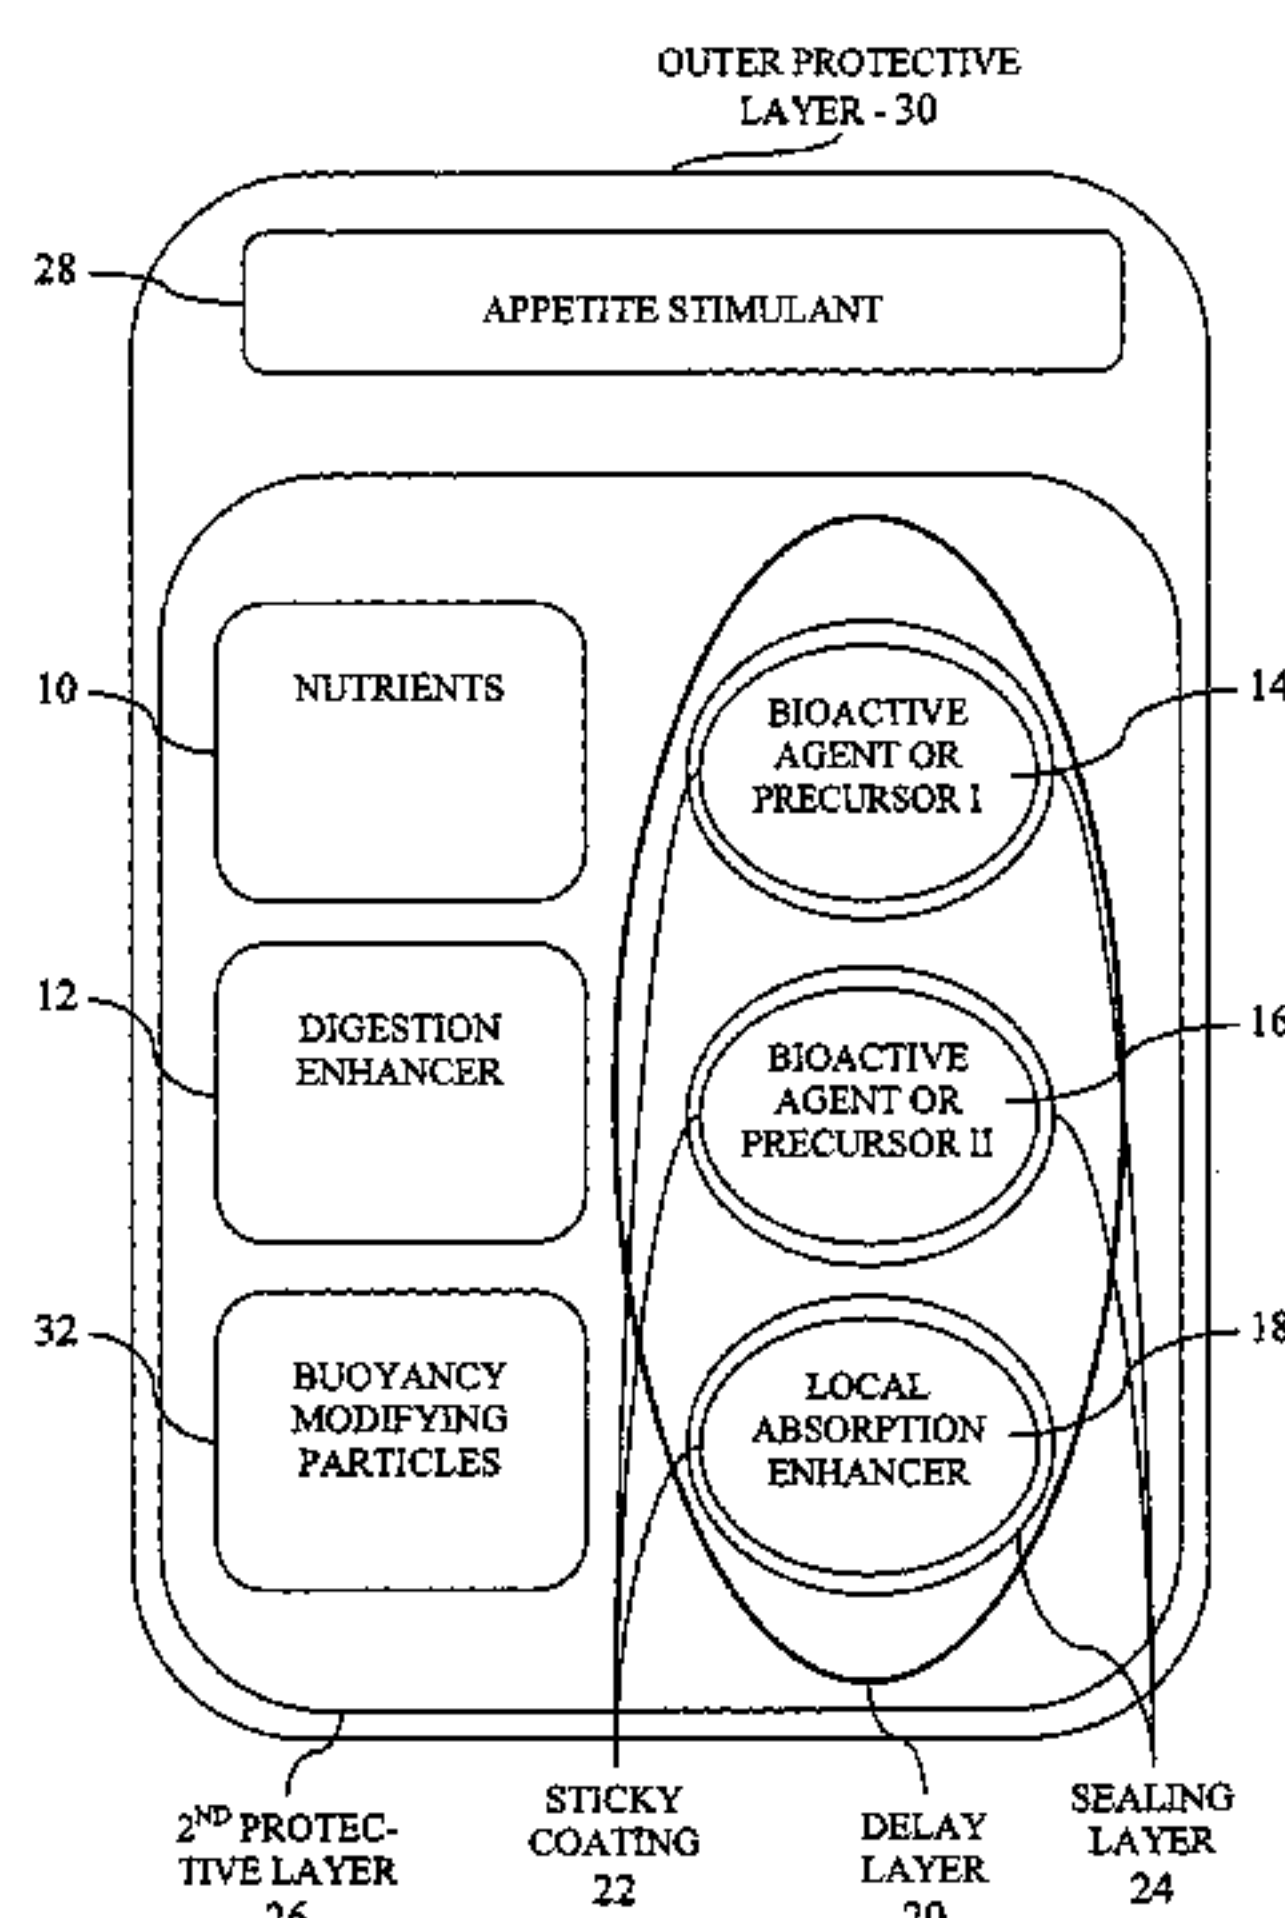 OUTER PROTECTIVE
LAYER - 30
28
APPETITE STIMULANT
10
NUTRIENTS
14
BIOACTIVE
AGENT OR
PRECURSOR I
12
DIGESTION
ENHANCER
16
BIOACTIVE
AGENT OR
PRECURSOR II
32
BUOYANCY
MODIFYING
PARTICLES
18
LOCAL
ABSORPTION
ENHANCER
2ND PROTEC-
TIVE LAYER
26
STICKY
COATING
22
DELAY
LAYER
20
SEALING
LAYER
24